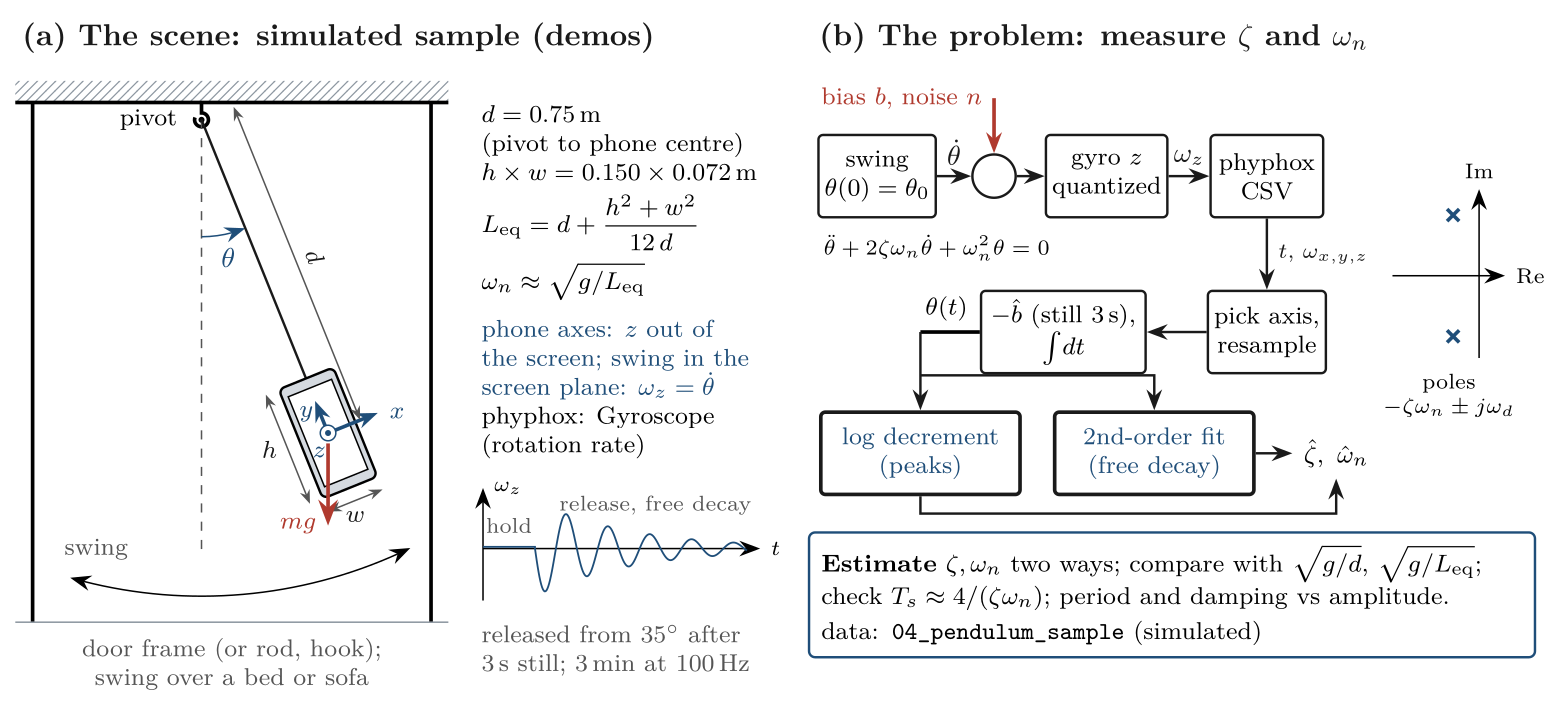 (a) The scene: simulated sample (demos)
pivot
d
θ
y
x
z
h
w
mg
swing
door frame (or rod, hook);
swing over a bed or sofa
d = 0.75 m
(pivot to phone centre)
h × w = 0.150 × 0.072 m
L_eq = d + (h² + w²)/(12 d)
ω_n ≈ √(g/L_eq)
phone axes: z out of
the screen; swing in the
screen plane: ω_z = θ̇
phyphox: Gyroscope
(rotation rate)
ω_z
release, free decay
hold
t
released from 35° after
3 s still; 3 min at 100 Hz
(b) The problem: measure ζ and ω_n
bias b, noise n
swing
θ(0) = θ₀
θ̇
gyro z
quantized
ω_z
phyphox
CSV
θ̈ + 2ζω_nθ̇ + ω_n²θ = 0
t, ω_x,y,z
θ(t)
−b̂ (still 3 s),
∫dt
pick axis,
resample
log decrement
(peaks)
2nd-order fit
(free decay)
ζ̂, ω̂_n
Im
Re
poles
−ζω_n ± jω_d
Estimate ζ, ω_n two ways; compare with √(g/d), √(g/L_eq);
check T_s ≈ 4/(ζω_n); period and damping vs amplitude.
data: 04_pendulum_sample (simulated)